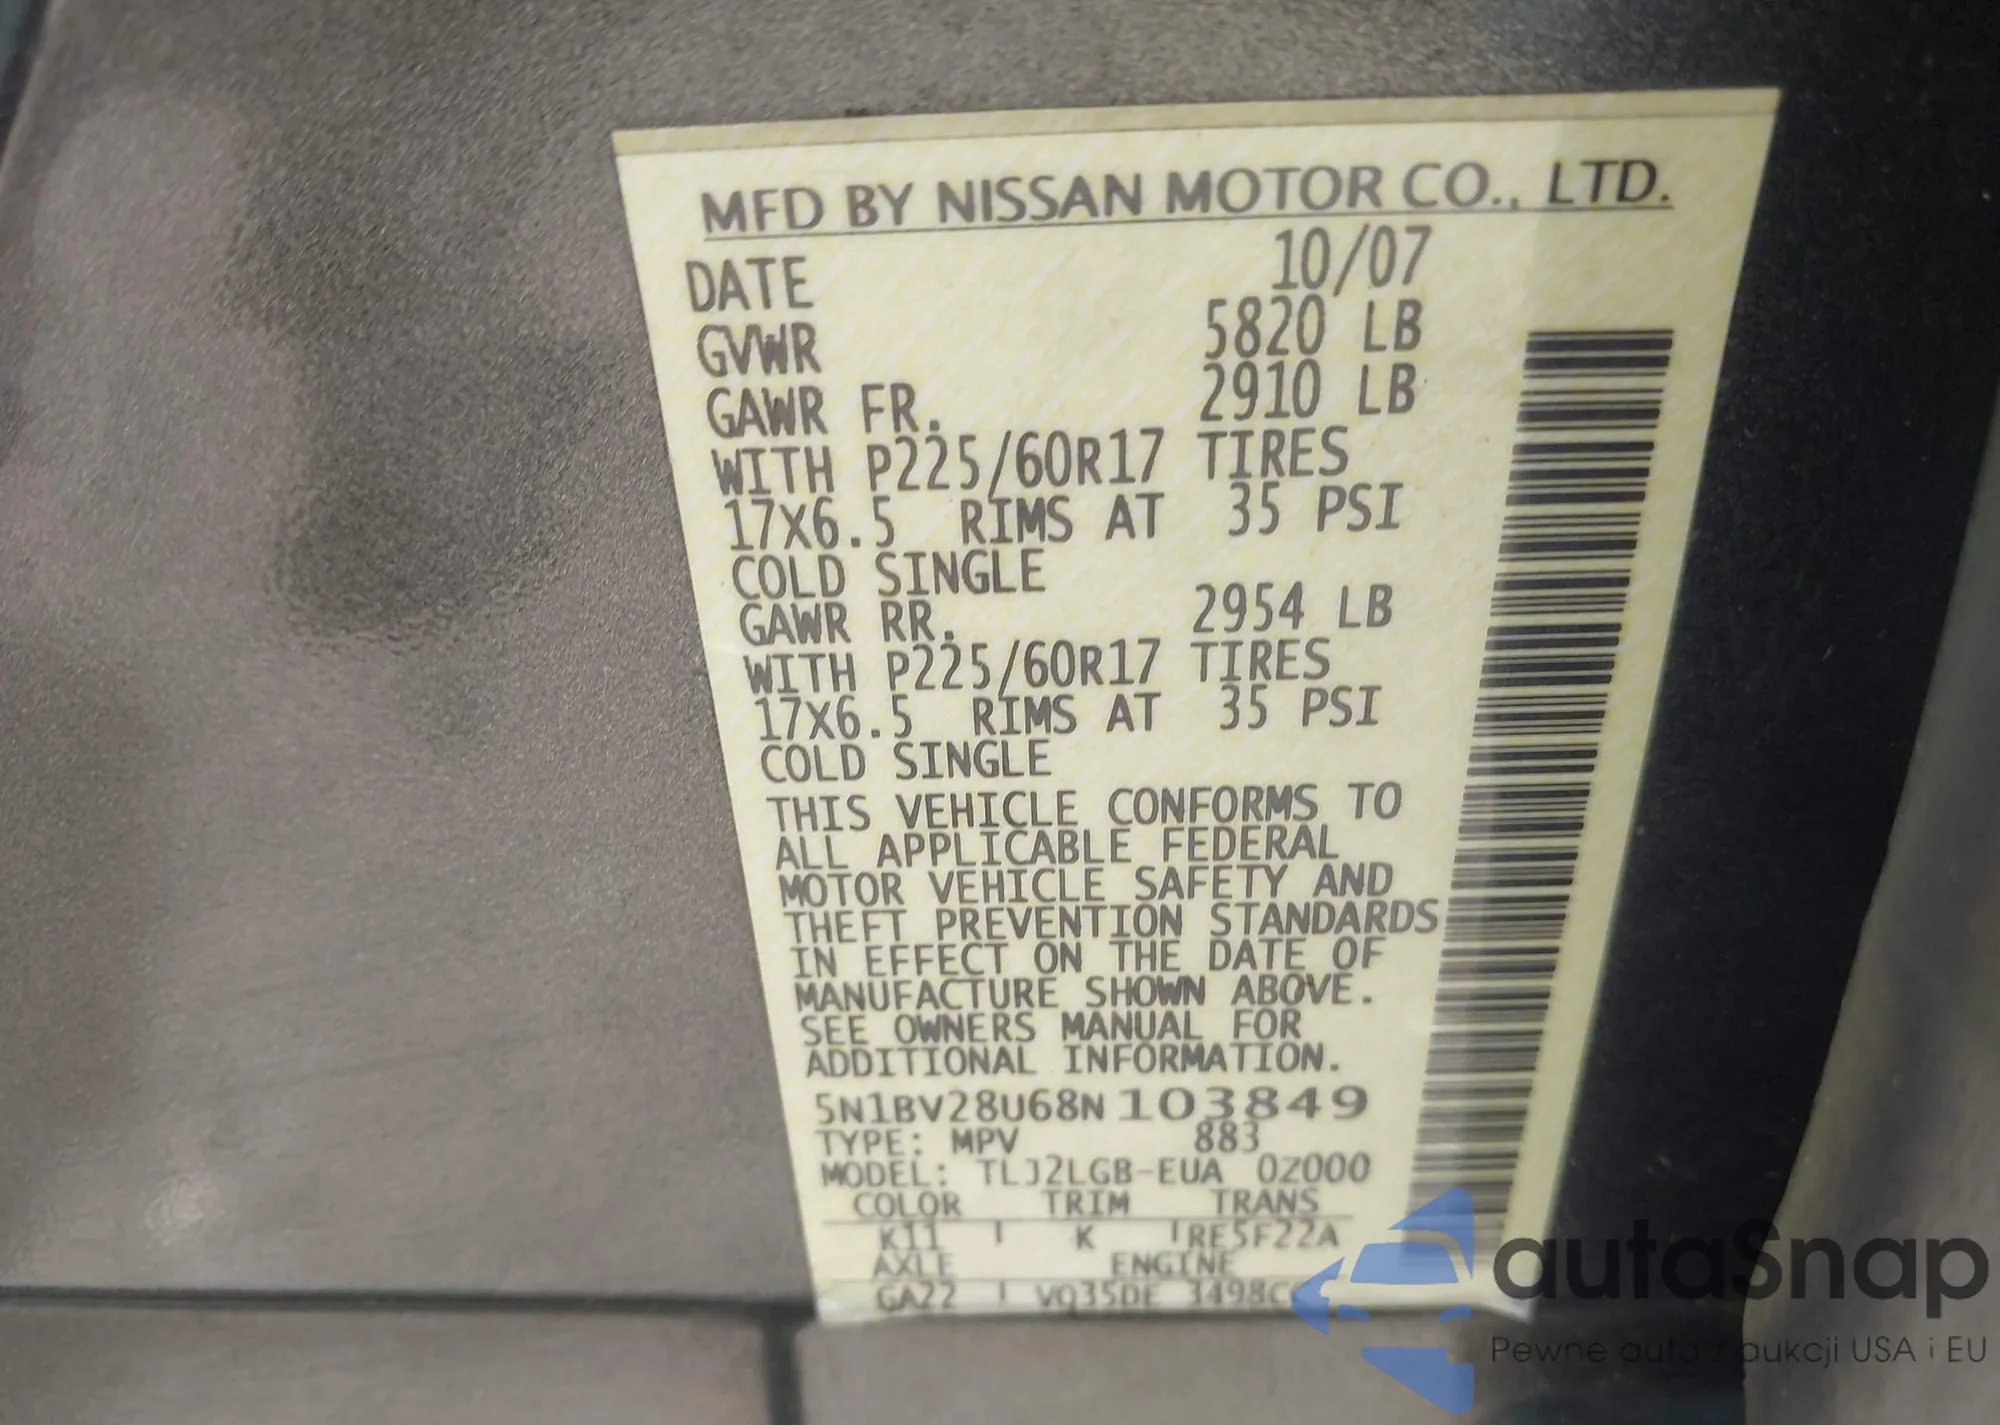 MFD BY NISSAN MOTOR CO., LTD.
DATE 10/07
GVWR 5820 LB
GAWR FR. 2910 LB
WITH P225/60R17 TIRES
17X6.5 RIMS AT 35 PSI
COLD SINGLE
GAWR RR. 2954 LB
WITH P225/60R17 TIRES
17X6.5 RIMS AT 35 PSI
COLD SINGLE
THIS VEHICLE CONFORMS TO
ALL APPLICABLE FEDERAL
MOTOR VEHICLE SAFETY AND
THEFT PREVENTION STANDARDS
IN EFFECT ON THE DATE OF
MANUFACTURE SHOWN ABOVE.
SEE OWNERS MANUAL FOR
ADDITIONAL INFORMATION.
5N1BV28U68N103849
TYPE: MPV 883
MODEL: TLJ2LGB-EUA 0Z000
COLOR TRIM TRANS
K11 K RE5F22A
AXLE ENGINE
GA22 VQ35DE 3498CC
autaSnap
Pewne auta z aukcji USA i EU